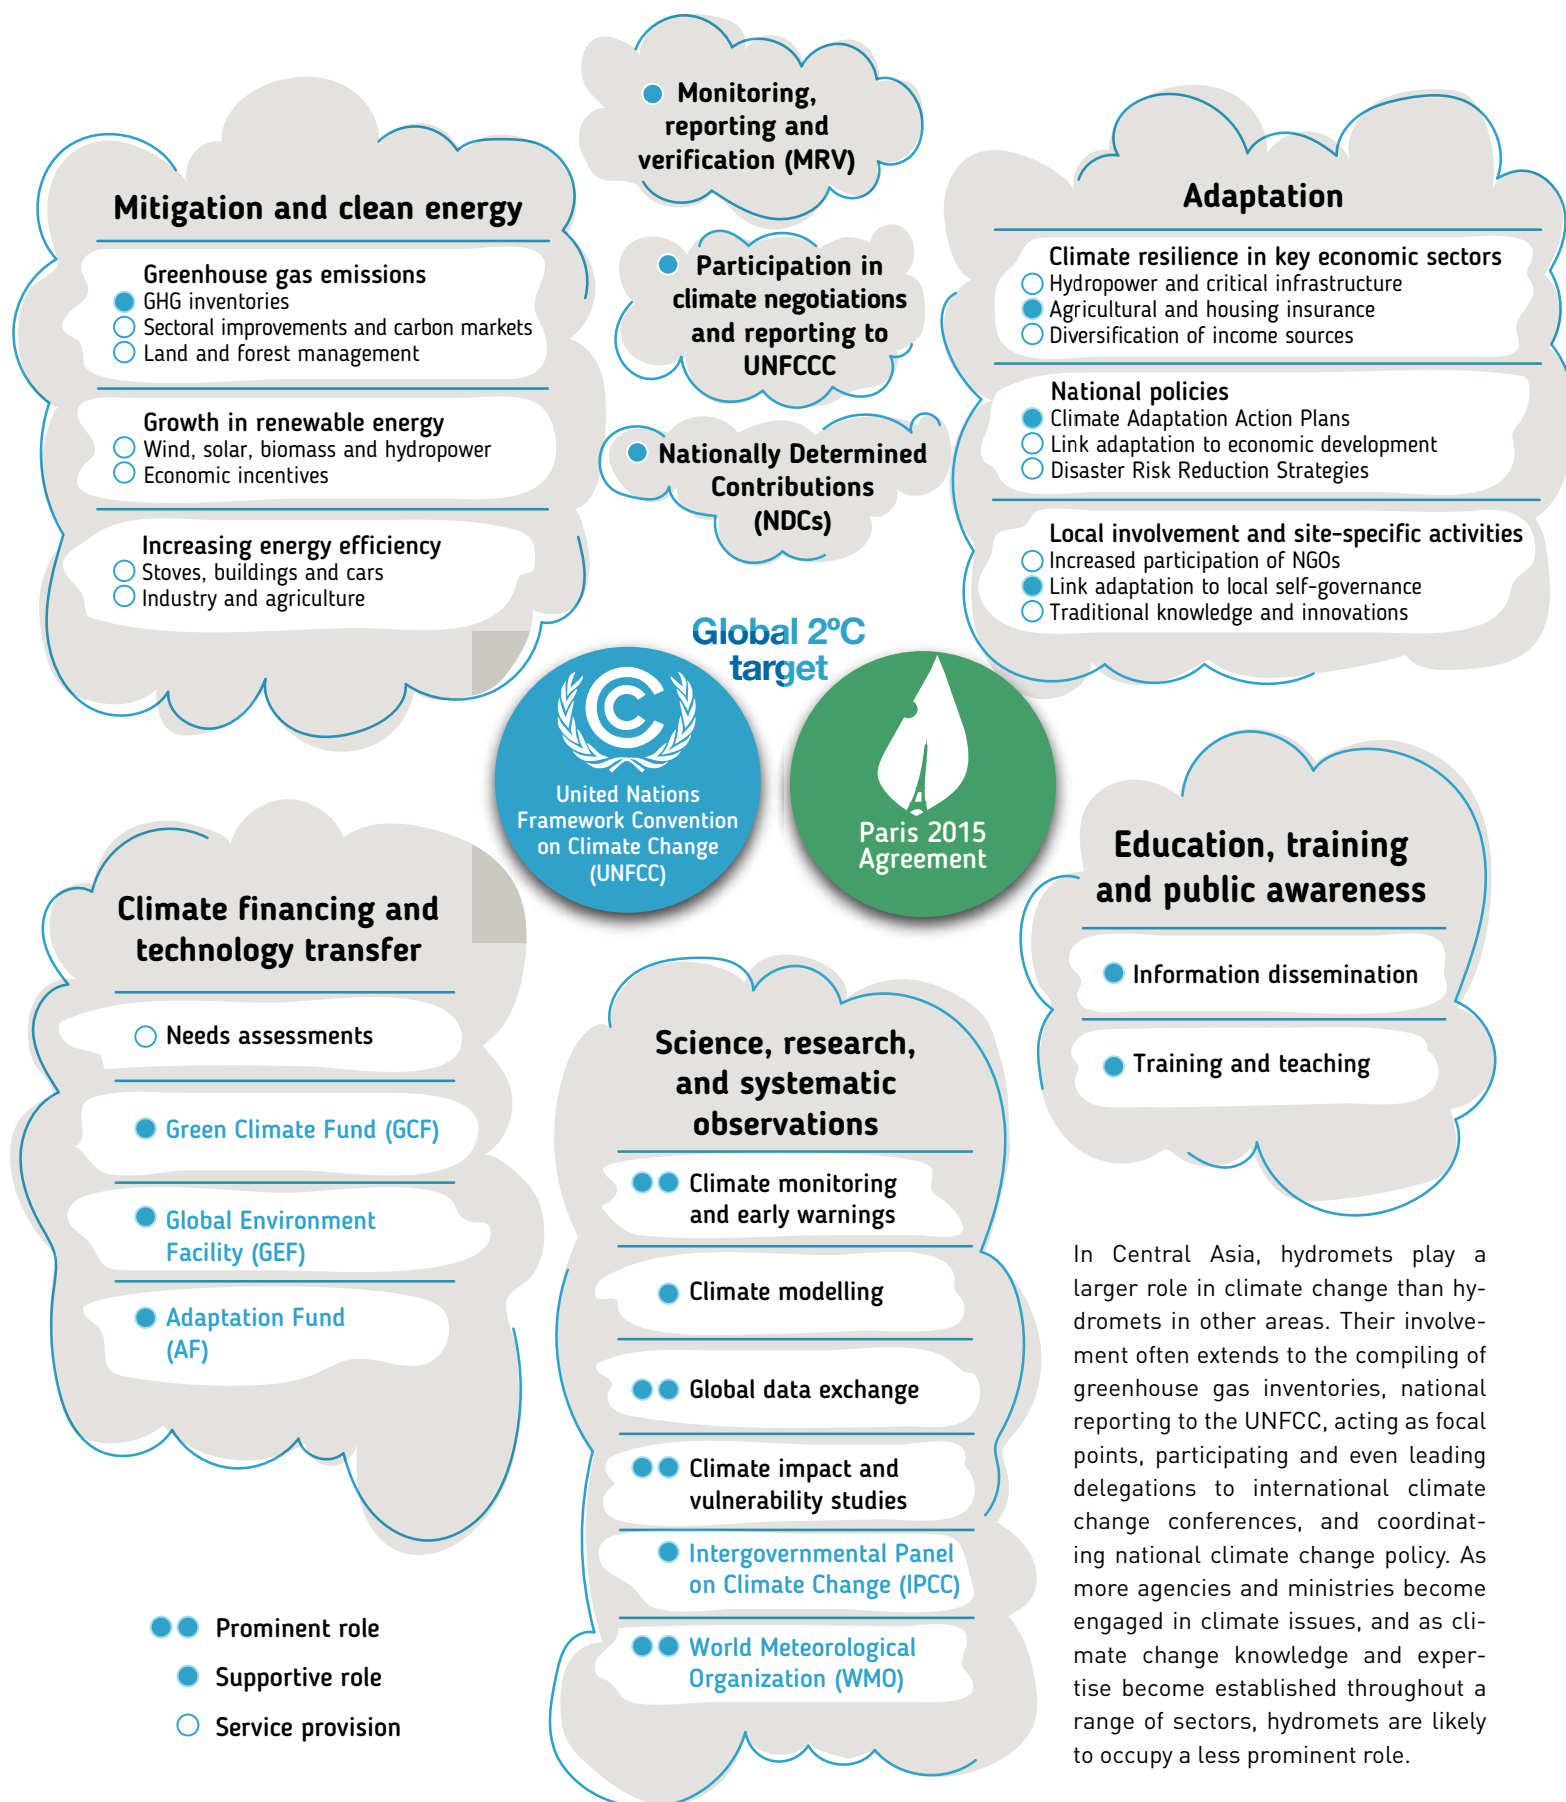 Monitoring,
reporting and
verification (MRV)
Participation in
climate negotiations
and reporting to
UNFCCC
Nationally Determined
Contributions
(NDCs)
Mitigation and clean energy
Greenhouse gas emissions
GHG inventories
Sectoral improvements and carbon markets
Land and forest management
Growth in renewable energy
Wind, solar, biomass and hydropower
Economic incentives
Increasing energy efficiency
Stoves, buildings and cars
Industry and agriculture
Adaptation
Climate resilience in key economic sectors
Hydropower and critical infrastructure
Agricultural and housing insurance
Diversification of income sources
National policies
Climate Adaptation Action Plans
Link adaptation to economic development
Disaster Risk Reduction Strategies
Local involvement and site-specific activities
Increased participation of NGOs
Link adaptation to local self-governance
Traditional knowledge and innovations
Global 2ºC
target
United Nations
Framework Convention
on Climate Change
(UNFCC)
Paris 2015
Agreement
Climate financing and
technology transfer
Needs assessments
Green Climate Fund (GCF)
Global Environment
Facility (GEF)
Adaptation Fund
(AF)
Science, research,
and systematic
observations
Climate monitoring
and early warnings
Climate modelling
Global data exchange
Climate impact and
vulnerability studies
Intergovernmental Panel
on Climate Change (IPCC)
World Meteorological
Organization (WMO)
Education, training
and public awareness
Information dissemination
Training and teaching
In Central Asia, hydromets play a
larger role in climate change than hy-
dromets in other areas. Their involve-
ment often extends to the compiling of
greenhouse gas inventories, national
reporting to the UNFCC, acting as focal
points, participating and even leading
delegations to international climate
change conferences, and coordinat-
ing national climate change policy. As
more agencies and ministries become
engaged in climate issues, and as cli-
mate change knowledge and exper-
tise become established throughout a
range of sectors, hydromets are likely
to occupy a less prominent role.
Prominent role
Supportive role
Service provision